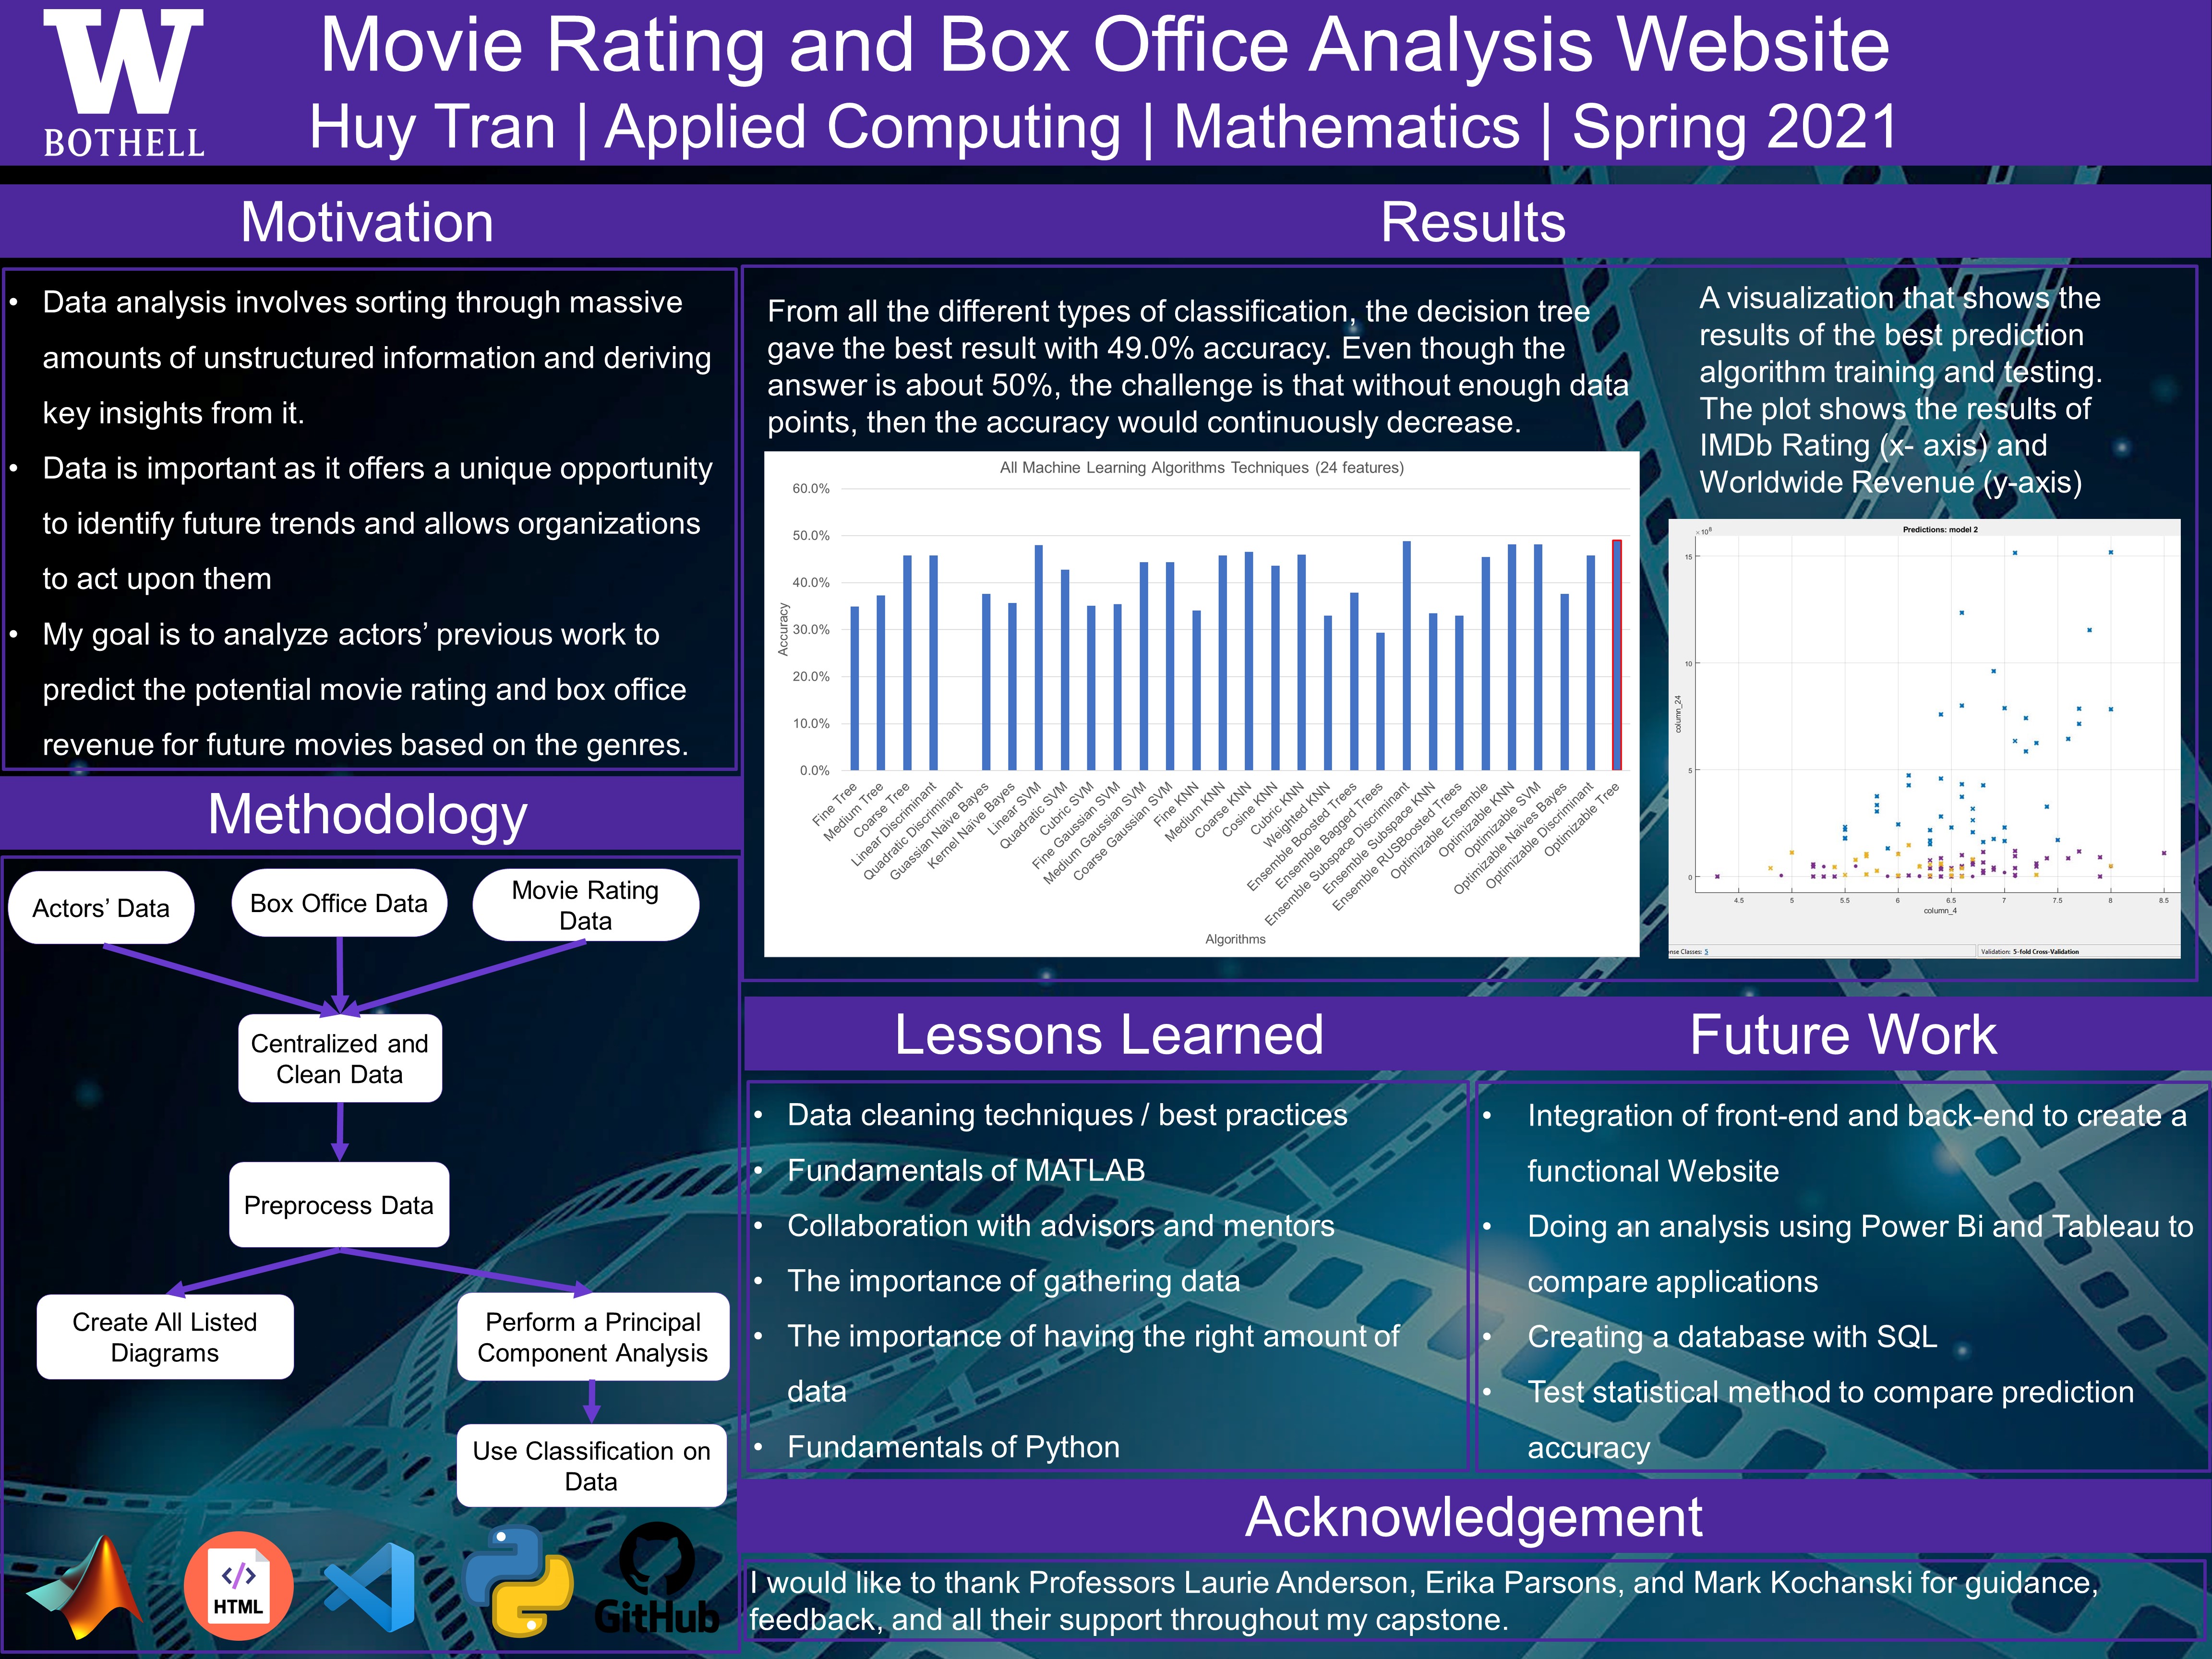 W
BOTHELL
Movie Rating and Box Office Analysis Website
Huy Tran | Applied Computing | Mathematics | Spring 2021
Motivation
• Data analysis involves sorting through massive
amounts of unstructured information and deriving
key insights from it.
• Data is important as it offers a unique opportunity
to identify future trends and allows organizations
to act upon them
• My goal is to analyze actors’ previous work to
predict the potential movie rating and box office
revenue for future movies based on the genres.
Methodology
Actors’ Data
Box Office Data
Movie Rating
Data
Centralized and
Clean Data
Preprocess Data
Create All Listed
Diagrams
Perform a Principal
Component Analysis
Use Classification on
Data
</>
HTML
GitHub
Results
From all the different types of classification, the decision tree
gave the best result with 49.0% accuracy. Even though the
answer is about 50%, the challenge is that without enough data
points, then the accuracy would continuously decrease.
All Machine Learning Algorithms Techniques (24 features)
60.0%
50.0%
40.0%
30.0%
20.0%
10.0%
0.0%
Accuracy
Fine Tree
Medium Tree
Coarse Tree
Linear Discriminant
Quadratic Discriminant
Guassian Naïve Bayes
Kernel Naïve Bayes
Linear SVM
Quadratic SVM
Cubric SVM
Fine Gaussian SVM
Medium Gaussian SVM
Coarse Gaussian SVM
Fine KNN
Medium KNN
Coarse KNN
Cosine KNN
Cubric KNN
Weighted KNN
Ensemble Boosted Trees
Ensemble Bagged Trees
Ensemble Subspace Discriminant
Ensemble Subspace KNN
Ensemble RUSBoosted Trees
Optimizable Ensemble
Optimizable KNN
Optimizable SVM
Optimizable Naives Bayes
Optimizable Discriminant
Optimizable Tree
Algorithms
A visualization that shows the
results of the best prediction
algorithm training and testing.
The plot shows the results of
IMDb Rating (x- axis) and
Worldwide Revenue (y-axis)
Predictions: model 2
×10⁸
15
10
5
0
column_24
4.5 5 5.5 6 6.5 7 7.5 8 8.5
column_4
nse Classes: 5
Validation: 5-fold Cross-Validation
Lessons Learned
• Data cleaning techniques / best practices
• Fundamentals of MATLAB
• Collaboration with advisors and mentors
• The importance of gathering data
• The importance of having the right amount of
data
• Fundamentals of Python
Future Work
• Integration of front-end and back-end to create a
functional Website
• Doing an analysis using Power Bi and Tableau to
compare applications
• Creating a database with SQL
• Test statistical method to compare prediction
accuracy
Acknowledgement
I would like to thank Professors Laurie Anderson, Erika Parsons, and Mark Kochanski for guidance,
feedback, and all their support throughout my capstone.